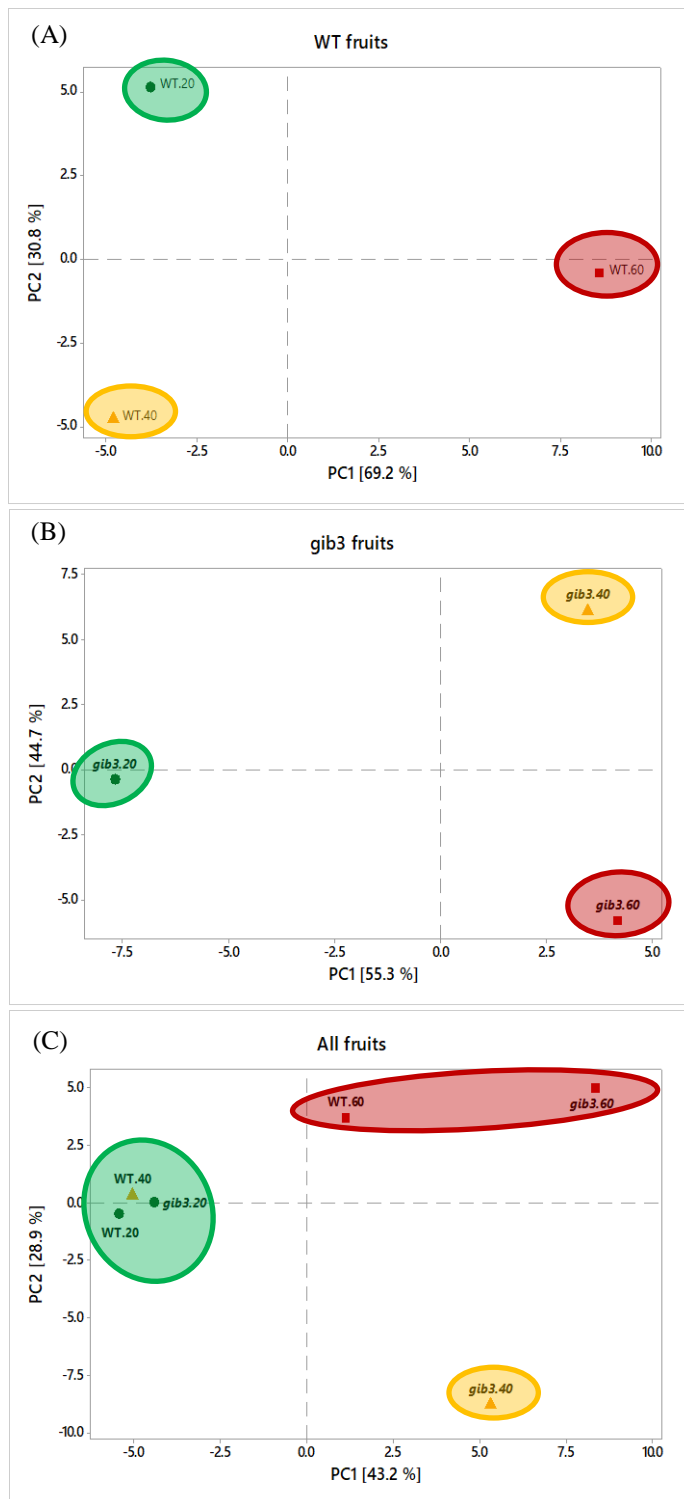 (A)
WT fruits
5.0
2.5
0.0
-2.5
-5.0
PC2 [30.8 %]
WT.20
WT.60
WT.40
-5.0 -2.5 0.0 2.5 5.0 7.5 10.0
PC1 [69.2 %]
(B)
gib3 fruits
7.5
5.0
2.5
0.0
-2.5
-5.0
PC2 [44.7 %]
gib3.40
gib3.20
gib3.60
-7.5 -5.0 -2.5 0.0 2.5 5.0
PC1 [55.3 %]
(C)
All fruits
5.0
2.5
0.0
-2.5
-5.0
-7.5
-10.0
PC2 [28.9 %]
WT.60
gib3.60
WT.40
gib3.20
WT.20
gib3.40
-5.0 -2.5 0.0 2.5 5.0 7.5 10.0
PC1 [43.2 %]